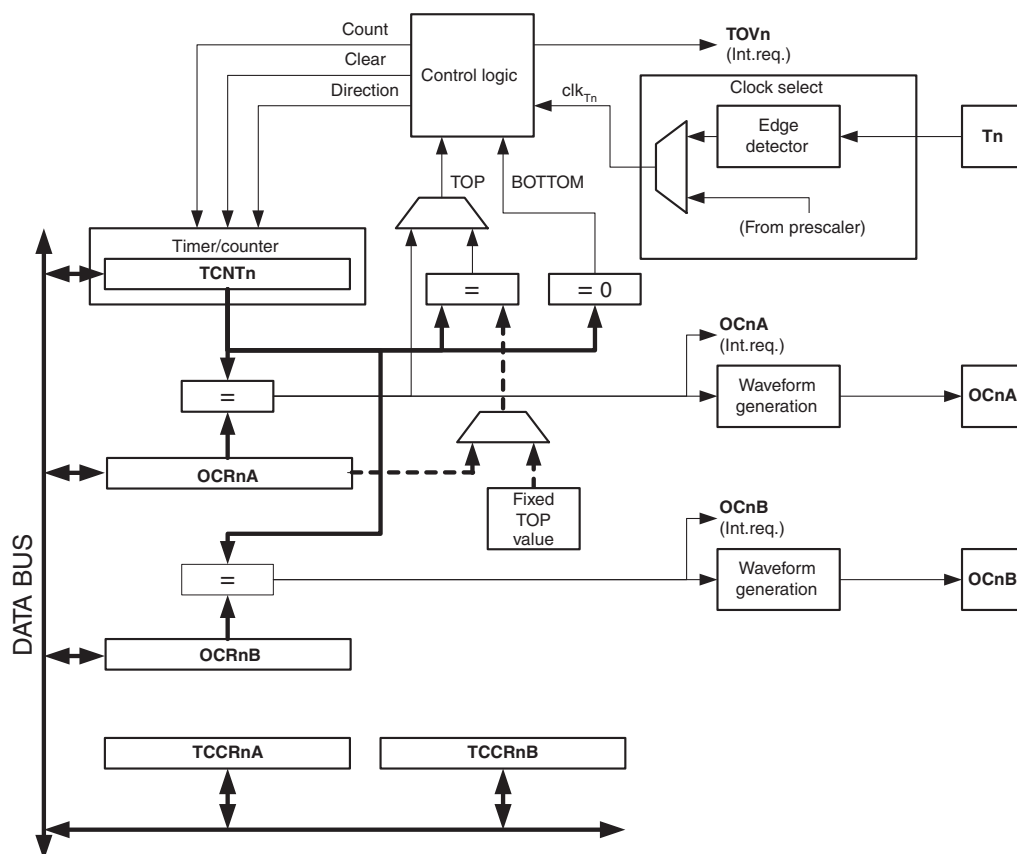 Count
Clear
Direction
Control logic
TOVn
(Int.req.)
clkTn
Clock select
Edge
detector
Tn
TOP
BOTTOM
(From prescaler)
Timer/counter
TCNTn
=
= 0
OCnA
(Int.req.)
=
Waveform
generation
OCnA
OCRnA
Fixed
TOP
value
OCnB
(Int.req.)
=
Waveform
generation
OCnB
OCRnB
DATA BUS
TCCRnA
TCCRnB